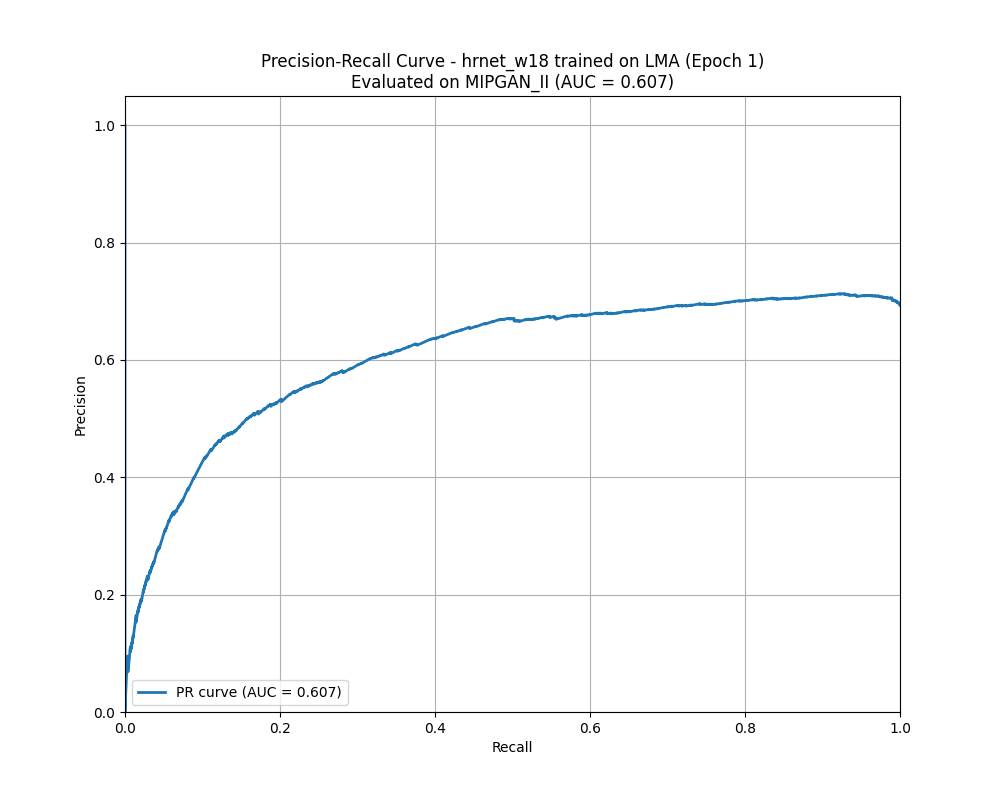 Precision-Recall Curve - hrnet_w18 trained on LMA (Epoch 1)
Evaluated on MIPGAN_II (AUC = 0.607)
1.0
0.8
0.6
0.4
0.2
0.0
Precision
PR curve (AUC = 0.607)
0.0 0.2 0.4 0.6 0.8 1.0
Recall